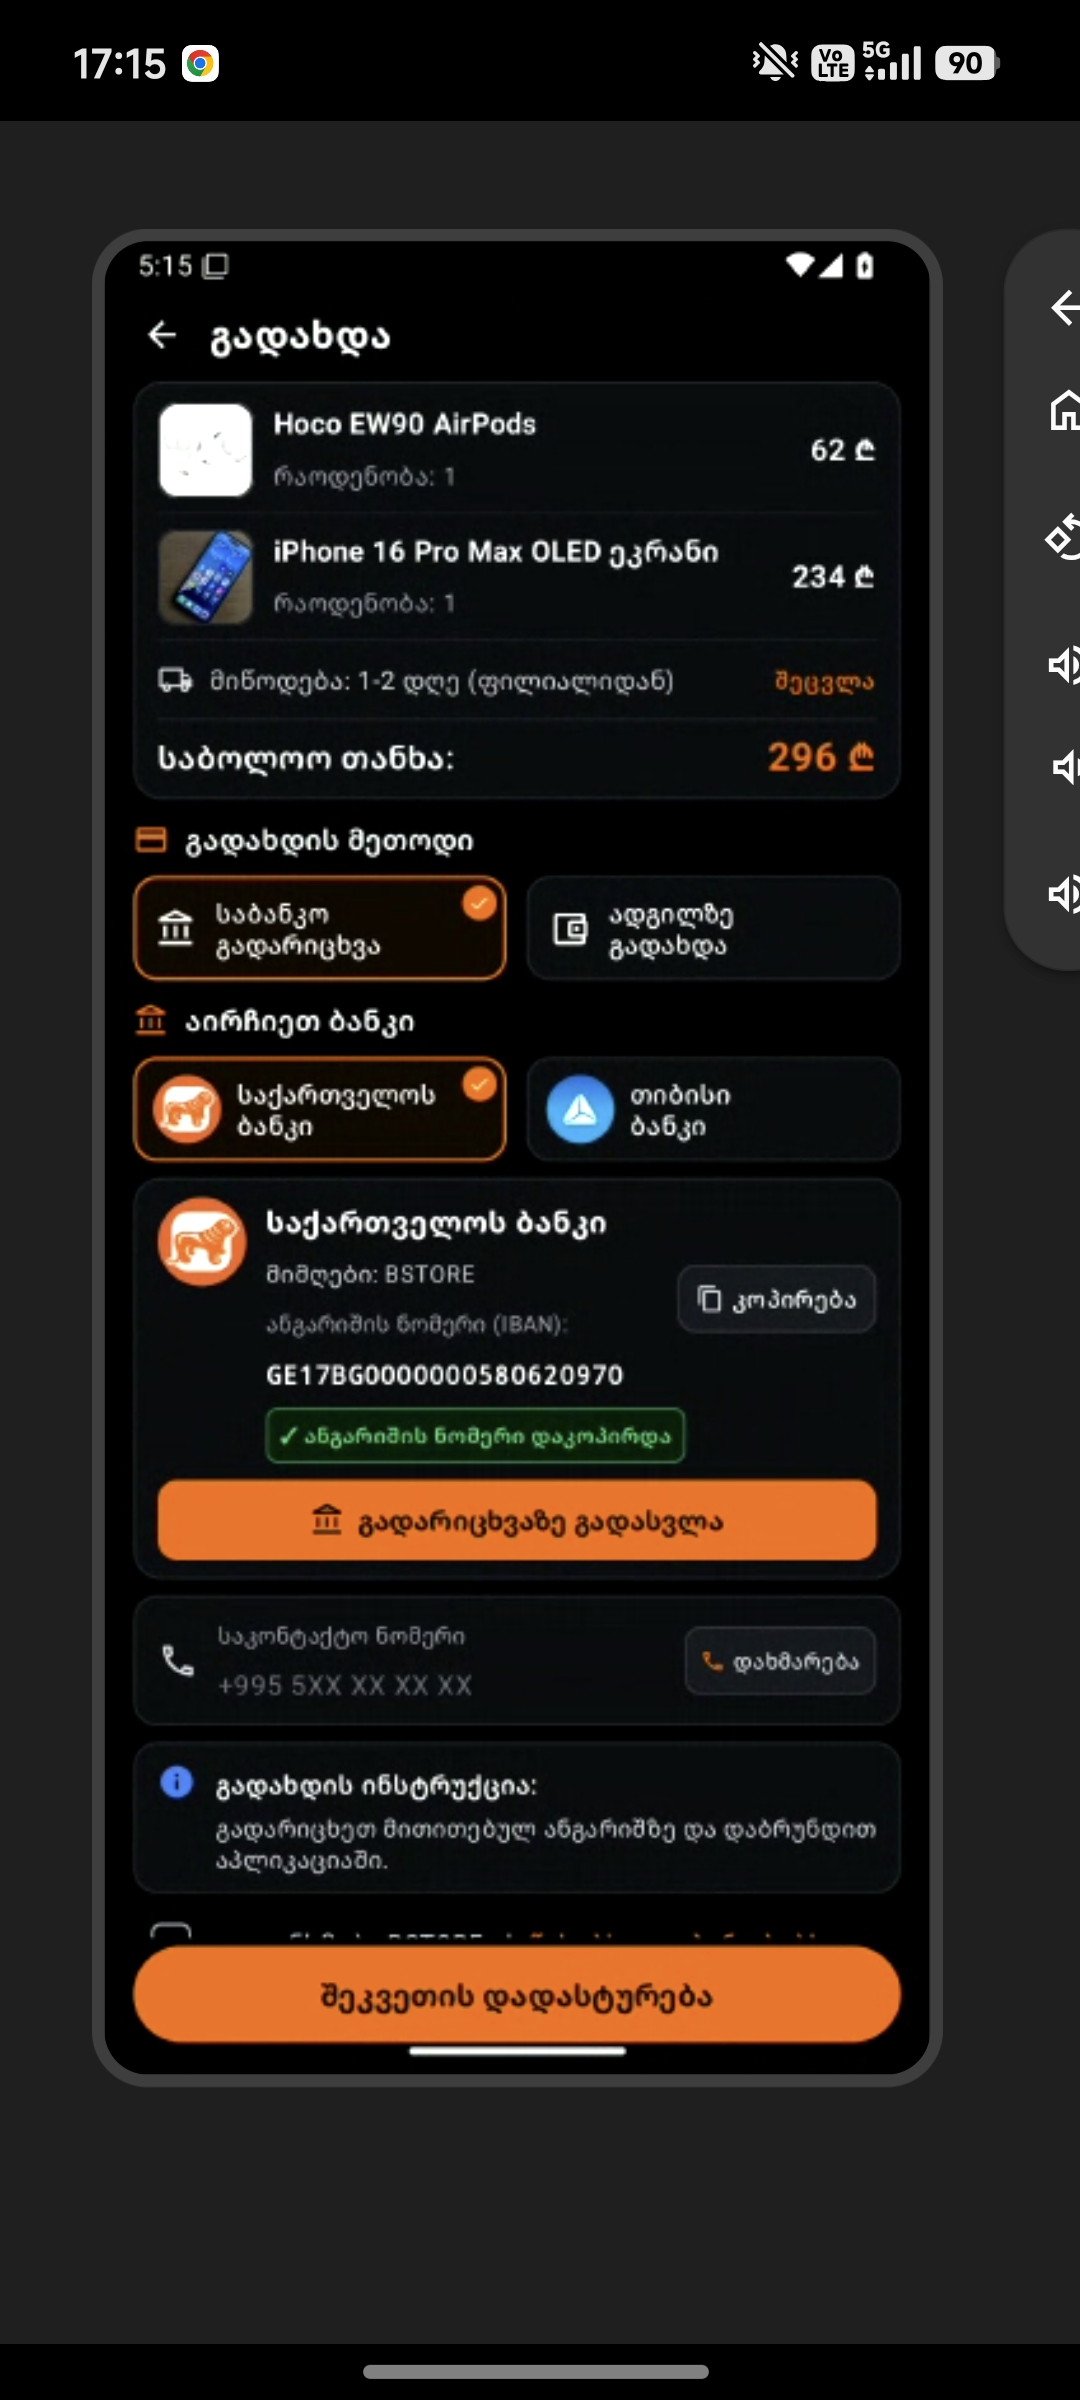 17:15
Vo LTE 5G 90
5:15
გადახდა
Hoco EW90 AirPods
62 ₾
რაოდენობა: 1
iPhone 16 Pro Max OLED ეკრანი
234 ₾
რაოდენობა: 1
მიწოდება: 1-2 დღე (ფილიალიდან)
შეცვლა
საბოლოო თანხა:
296 ₾
გადახდის მეთოდი
საბანკო
გადარიცხვა
ადგილზე
გადახდა
აირჩიეთ ბანკი
საქართველოს
ბანკი
თიბისი
ბანკი
საქართველოს ბანკი
მიმღები: BSTORE
კოპირება
ანგარიშის ნომერი (IBAN):
GE17BG0000000580620970
✓ ანგარიშის ნომერი დაკოპირდა
გადარიცხვაზე გადასვლა
საკონტაქტო ნომერი
+995 5XX XX XX XX
დახმარება
გადახდის ინსტრუქცია:
გადარიცხეთ მითითებულ ანგარიშზე და დაბრუნდით
აპლიკაციაში.
შეკვეთის დადასტურება